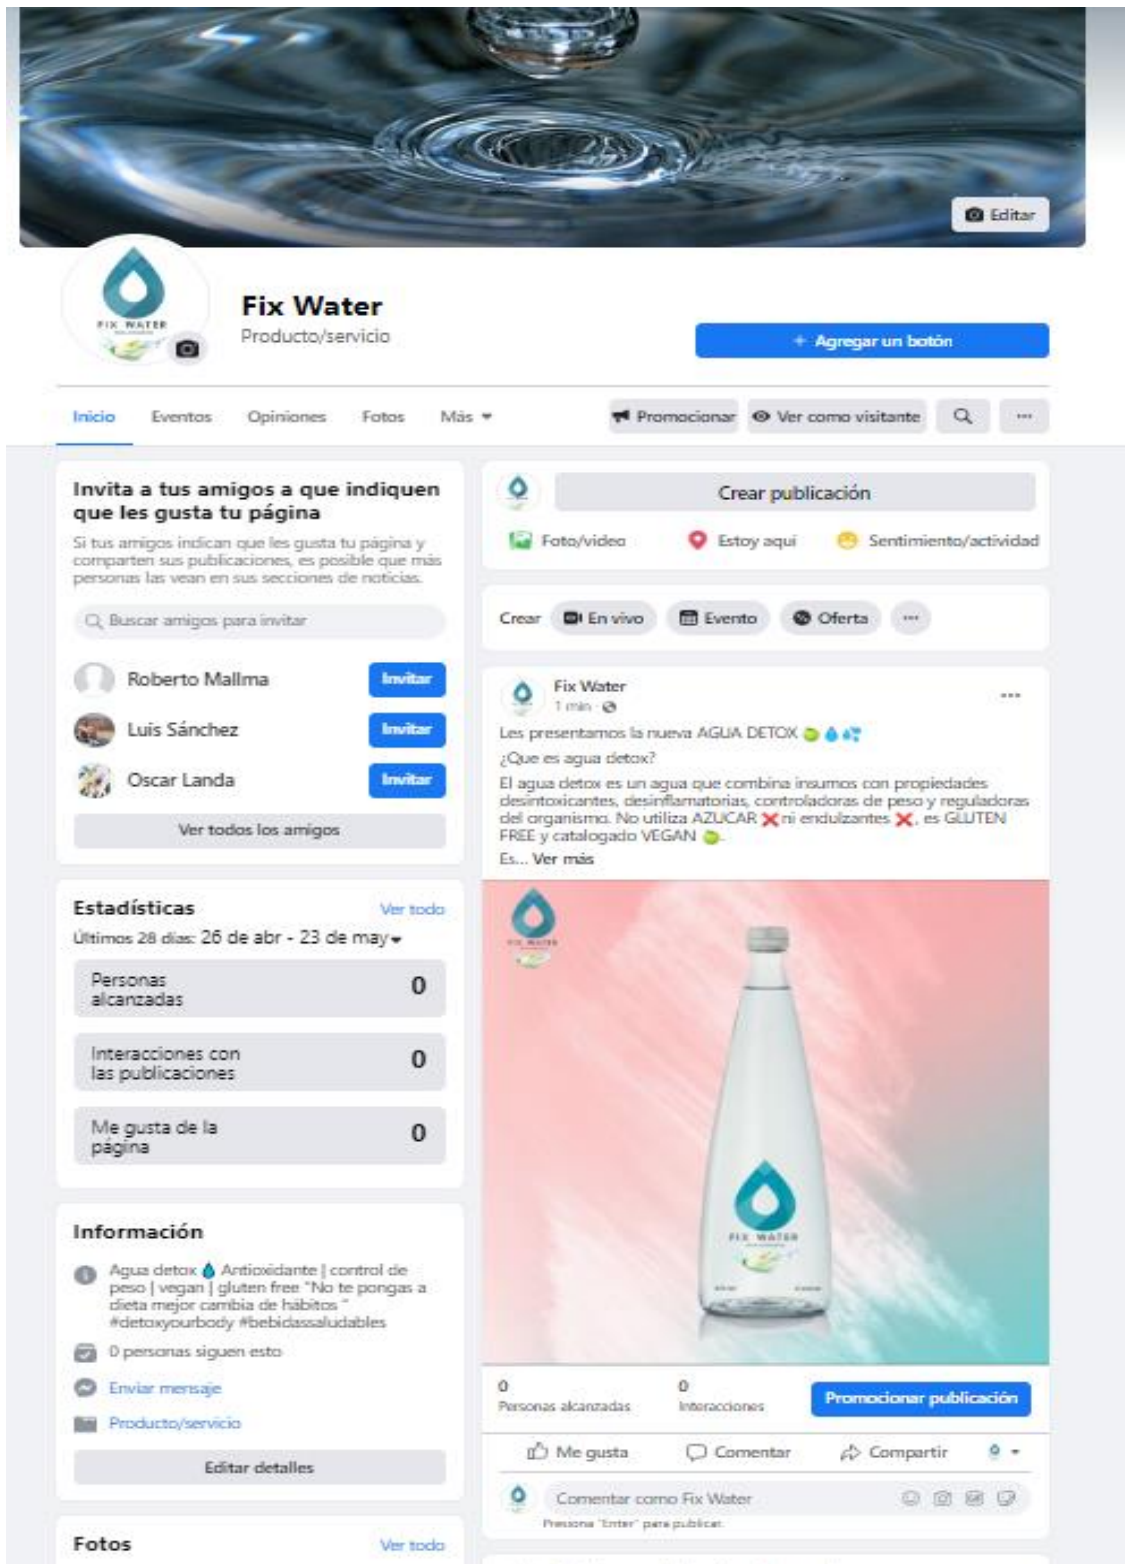 Editar
FIX WATER
Fix Water
Producto/servicio
+ Agregar un botón
Inicio
Eventos
Opiniones
Fotos
Más
Promocionar
Ver como visitante
Invita a tus amigos a que indiquen
que les gusta tu página
Si tus amigos indican que les gusta tu página y
comparten sus publicaciones, es posible que más
personas las vean en sus secciones de noticias.
Buscar amigos para invitar
Roberto Mallma
Invitar
Luis Sánchez
Invitar
Oscar Landa
Invitar
Ver todos los amigos
Estadísticas
Ver todo
Últimos 28 días: 26 de abr - 23 de may
Personas
alcanzadas
0
Interacciones con
las publicaciones
0
Me gusta de la
página
0
Información
Agua detox 💧 Antioxidante | control de
peso | vegan | gluten free "No te pongas a
dieta mejor cambia de hábitos "
#detoxyourbody #bebidassaludables
0 personas siguen esto
Enviar mensaje
Producto/servicio
Editar detalles
Fotos
Ver todo
Crear publicación
Foto/video
Estoy aquí
Sentimiento/actividad
Crear
En vivo
Evento
Oferta
Fix Water
1 min ·
Les presentamos la nueva AGUA DETOX 🍏💧💦
¿Que es agua detox?
El agua detox es un agua que combina insumos con propiedades
desintoxicantes, desinflamatorias, controladoras de peso y reguladoras
del organismo. No utiliza AZUCAR ❌ ni endulzantes ❌, es GLUTEN
FREE y catalogado VEGAN 🍏.
Es... Ver más
FIX WATER
FIX WATER
0
Personas alcanzadas
0
Interacciones
Promocionar publicación
Me gusta
Comentar
Compartir
Comentar como Fix Water
Presiona "Enter" para publicar.